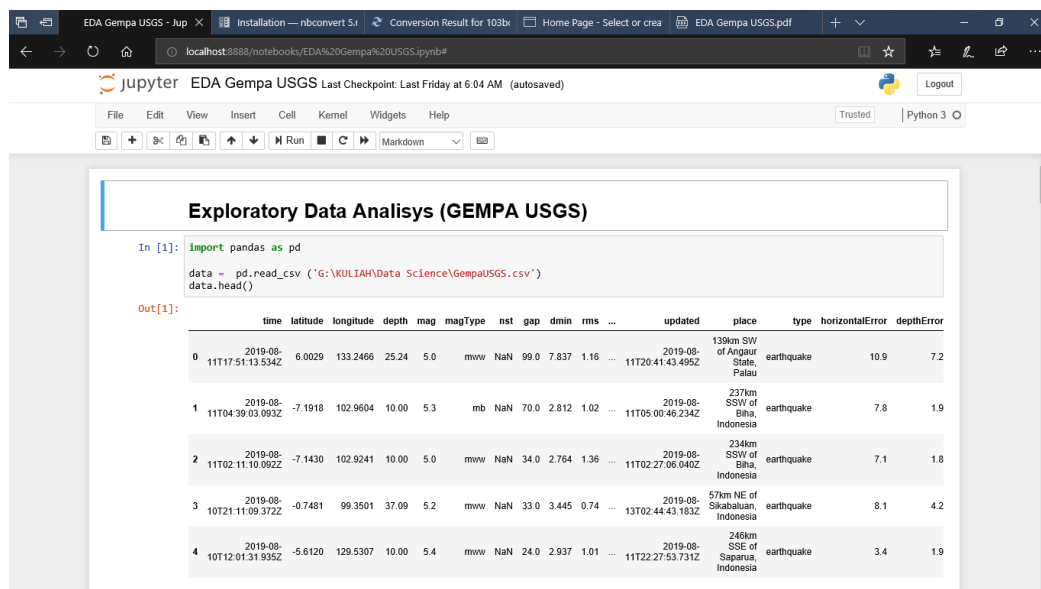 EDA Gempa USGS - Jup
Installation — nbconvert 5.
Conversion Result for 103b
Home Page - Select or crea
EDA Gempa USGS.pdf
localhost:8888/notebooks/EDA%20Gempa%20USGS.ipynb#
jupyter EDA Gempa USGS Last Checkpoint: Last Friday at 6:04 AM (autosaved)
Logout
File Edit View Insert Cell Kernel Widgets Help
Trusted Python 3
Run Markdown
Exploratory Data Analisys (GEMPA USGS)
In [1]: import pandas as pd
data = pd.read_csv ('G:\KULIAH\Data Science\GempaUSGS.csv')
data.head()
Out[1]:
time latitude longitude depth mag magType nst gap dmin rms ... updated place type horizontalError depthError
0 2019-08-11T17:51:13.534Z 6.0029 133.2466 25.24 5.0 mww NaN 99.0 7.837 1.16 ... 2019-08-11T20:41:43.495Z 139km SW of Angaur State, Palau earthquake 10.9 7.2
1 2019-08-11T04:39:03.093Z -7.1918 102.9604 10.00 5.3 mb NaN 70.0 2.812 1.02 ... 2019-08-11T05:00:46.234Z 237km SSW of Biha, Indonesia earthquake 7.8 1.9
2 2019-08-11T02:11:10.092Z -7.1430 102.9241 10.00 5.0 mww NaN 34.0 2.764 1.36 ... 2019-08-11T02:27:06.040Z 234km SSW of Biha, Indonesia earthquake 7.1 1.8
3 2019-08-10T21:11:09.372Z -0.7481 99.3501 37.09 5.2 mww NaN 33.0 3.445 0.74 ... 2019-08-13T02:44:43.183Z 57km NE of Sikabaluan, Indonesia earthquake 8.1 4.2
4 2019-08-10T12:01:31.935Z -5.6120 129.5307 10.00 5.4 mww NaN 24.0 2.937 1.01 ... 2019-08-11T22:27:53.731Z 246km SSE of Saparua, Indonesia earthquake 3.4 1.9